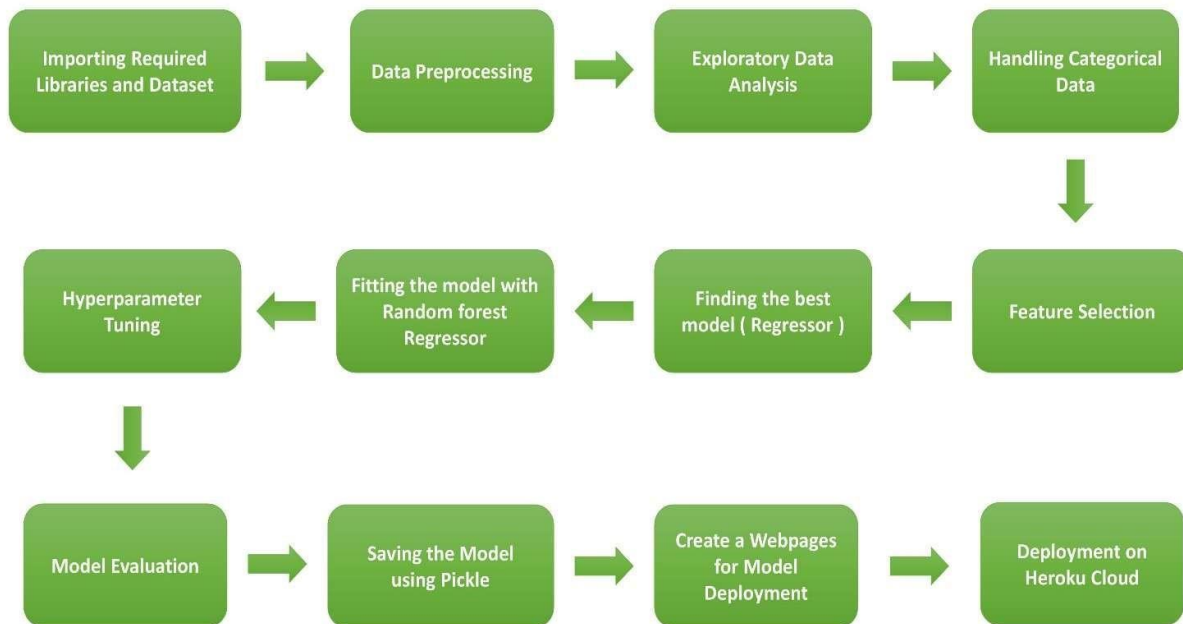 Importing Required
Libraries and Dataset
Data Preprocessing
Exploratory Data
Analysis
Handling Categorical
Data
Feature Selection
Finding the best
model ( Regressor )
Fitting the model with
Random forest
Regressor
Hyperparameter
Tuning
Model Evaluation
Saving the Model
using Pickle
Create a Webpages
for Model
Deployment
Deployment on
Heroku Cloud